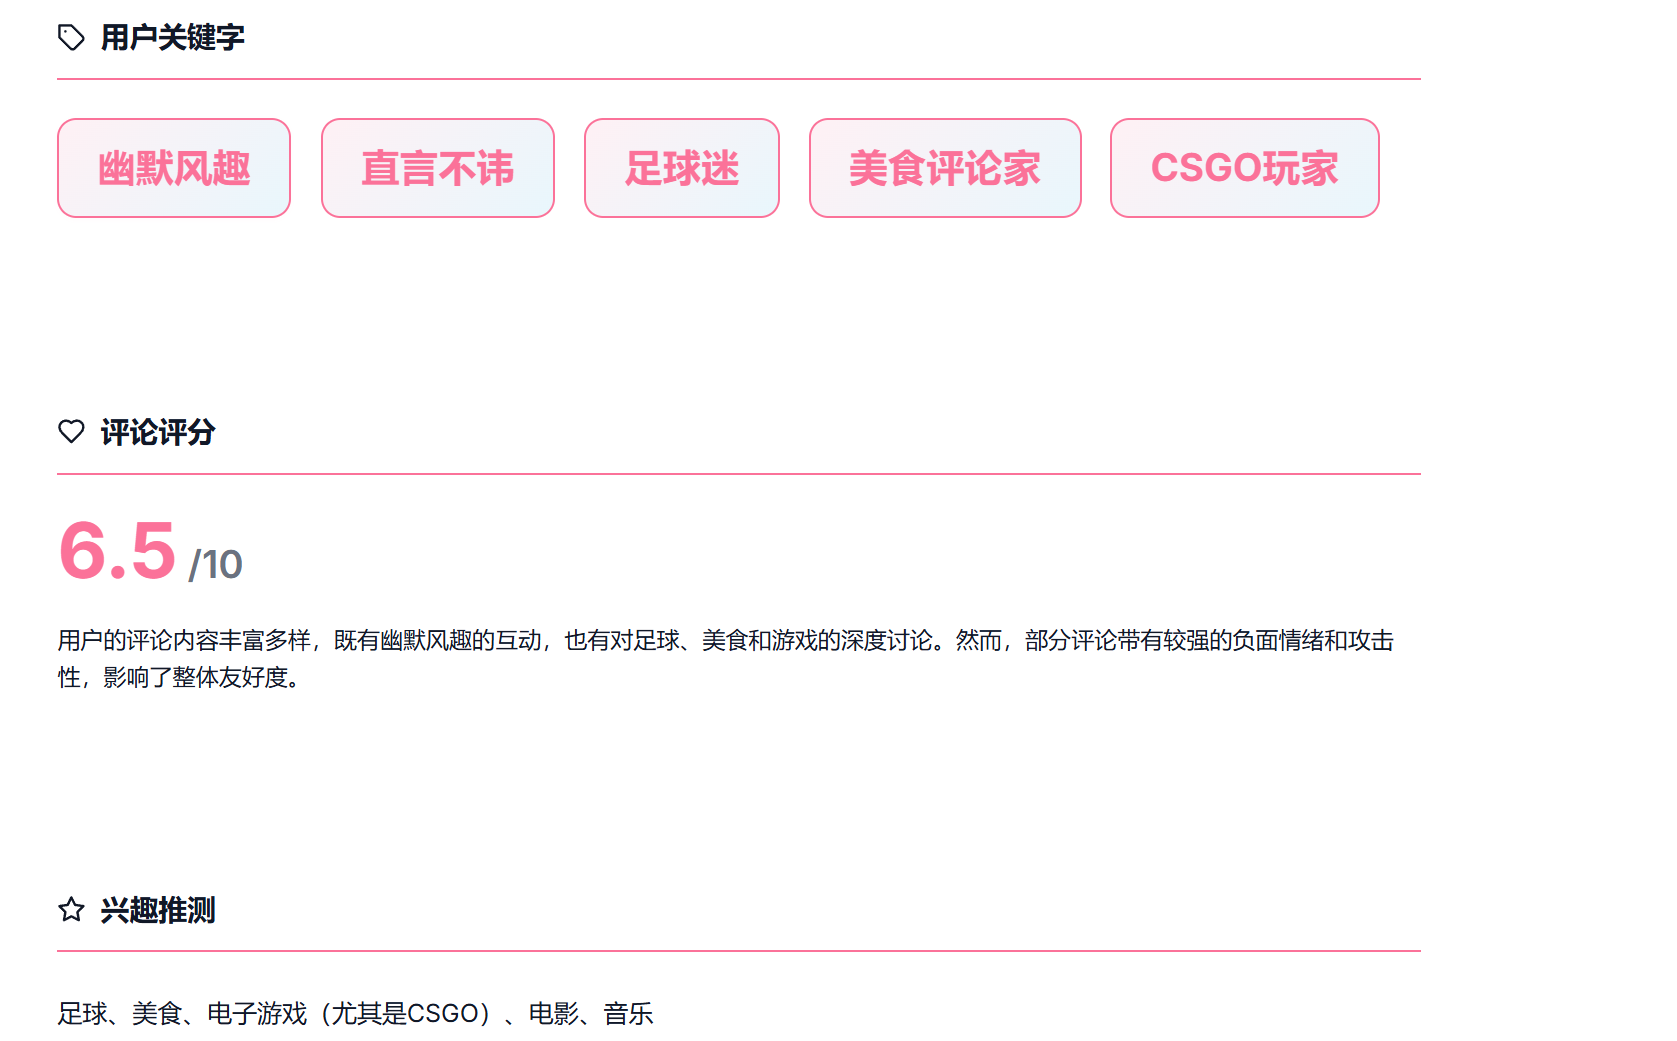 用户关键字
幽默风趣 直言不讳 足球迷 美食评论家 CSGO玩家
评论评分
6.5 /10
用户的评论内容丰富多样，既有幽默风趣的互动，也有对足球、美食和游戏的深度讨论。然而，部分评论带有较强的负面情绪和攻击
性，影响了整体友好度。
兴趣推测
足球、美食、电子游戏（尤其是CSGO）、电影、音乐